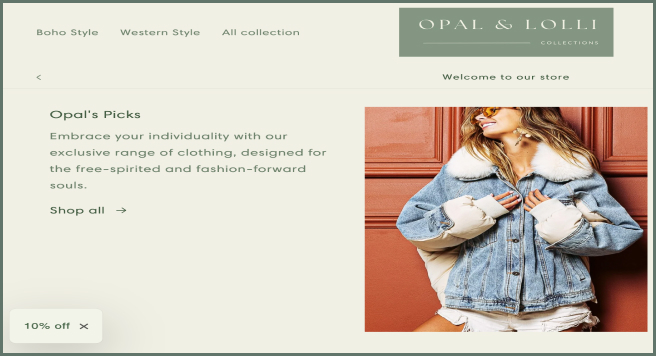 Boho Style
Western Style
All collection
OPAL & LOLLI
COLLECTIONS
Welcome to our store
Opal's Picks
Embrace your individuality with our
exclusive range of clothing, designed for
the free-spirited and fashion-forward
souls.
Shop all →
10% off ✕